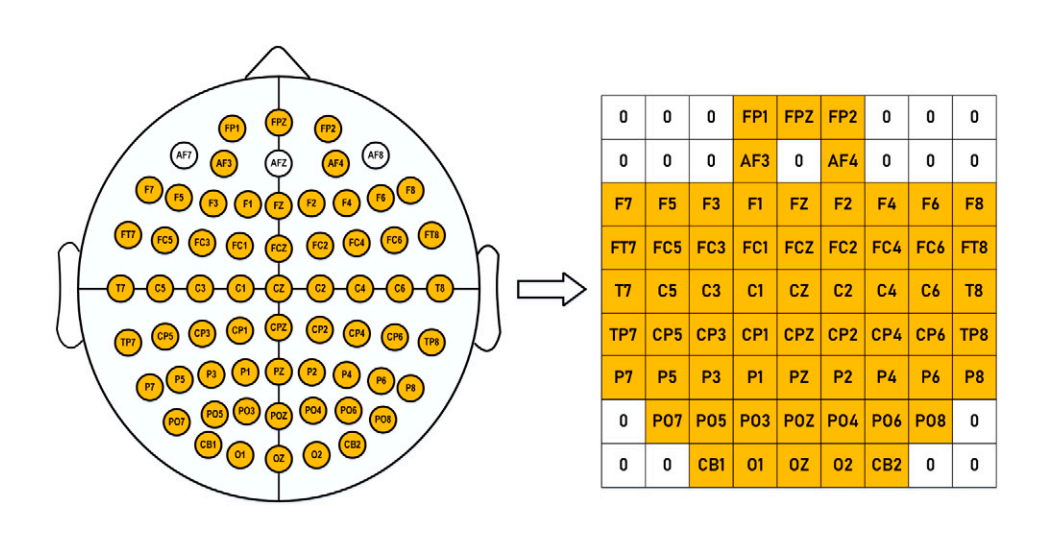 FP1 FPZ FP2
AF7 AF3 AFZ AF4 AF8
F7 F5 F3 F1 FZ F2 F4 F6 F8
FT7 FC5 FC3 FC1 FCZ FC2 FC4 FC6 FT8
T7 C5 C3 C1 CZ C2 C4 C6 T8
TP7 CP5 CP3 CP1 CPZ CP2 CP4 CP6 TP8
P7 P5 P3 P1 PZ P2 P4 P6 P8
PO7 PO5 PO3 POZ PO4 PO6 PO8
CB1 O1 OZ O2 CB2
0 0 0 FP1 FPZ FP2 0 0 0
0 0 0 AF3 0 AF4 0 0 0
F7 F5 F3 F1 FZ F2 F4 F6 F8
FT7 FC5 FC3 FC1 FCZ FC2 FC4 FC6 FT8
T7 C5 C3 C1 CZ C2 C4 C6 T8
TP7 CP5 CP3 CP1 CPZ CP2 CP4 CP6 TP8
P7 P5 P3 P1 PZ P2 P4 P6 P8
0 PO7 PO5 PO3 POZ PO4 PO6 PO8 0
0 0 CB1 O1 OZ O2 CB2 0 0